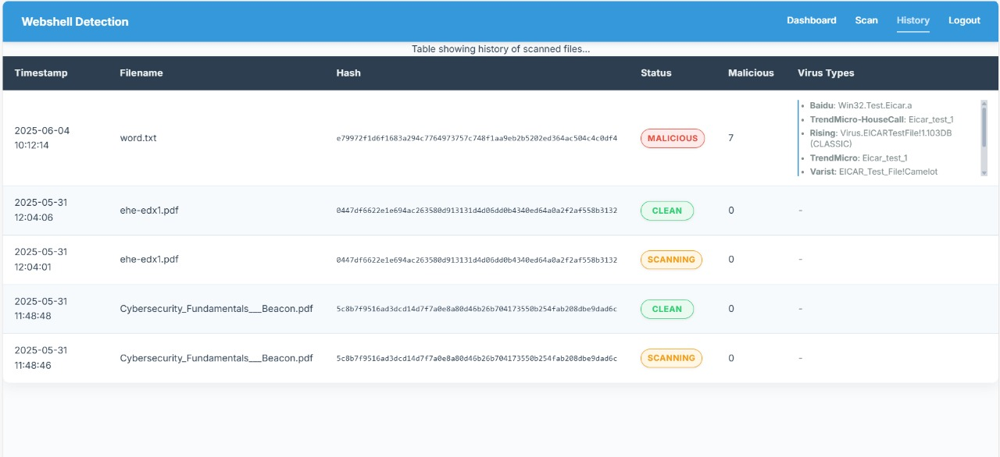 Webshell Detection
Dashboard Scan History Logout
Table showing history of scanned files...
Timestamp Filename Hash Status Malicious Virus Types
2025-06-04
10:12:14
word.txt
e79972f1d6f1683a294c7764973757c748f1aa9eb2b5202ed364ac504c4c0df4
MALICIOUS
7
• Baidu: Win32.Test.Eicar.a
• TrendMicro-HouseCall: Eicar_test_1
• Rising: Virus.EICARTestFile!1.103DB
(CLASSIC)
• TrendMicro: Eicar_test_1
• Varist: EICAR_Test_File!Camelot
2025-05-31
12:04:06
ehe-edx1.pdf
0447df6622e1e694ac263580d913131d4d06dd0b4340ed64a0a2f2af558b3132
CLEAN
0
-
2025-05-31
12:04:01
ehe-edx1.pdf
0447df6622e1e694ac263580d913131d4d06dd0b4340ed64a0a2f2af558b3132
SCANNING
0
-
2025-05-31
11:48:48
Cybersecurity_Fundamentals___Beacon.pdf
5c8b7f9516ad3dcd14d7f7a0e8a80d46b26b704173550b254fab208dbe9dad6c
CLEAN
0
-
2025-05-31
11:48:46
Cybersecurity_Fundamentals___Beacon.pdf
5c8b7f9516ad3dcd14d7f7a0e8a80d46b26b704173550b254fab208dbe9dad6c
SCANNING
0
-